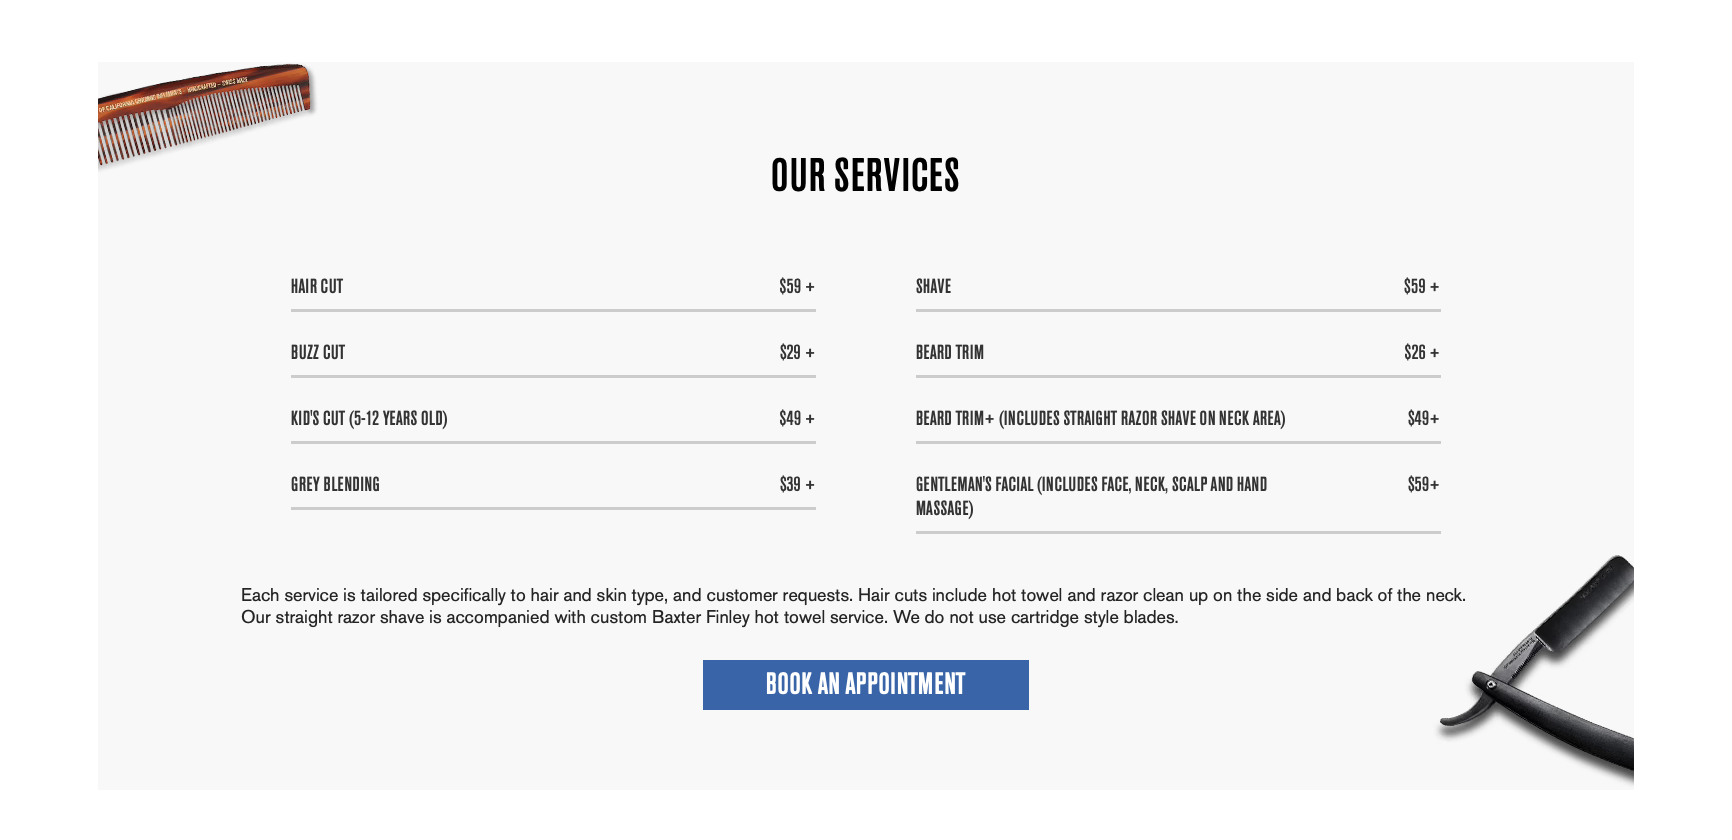 OF CALIFORNIA
OUR SERVICES
HAIR CUT $59 +
BUZZ CUT $29 +
KID'S CUT (5-12 YEARS OLD) $49 +
GREY BLENDING $39 +
SHAVE $59 +
BEARD TRIM $26 +
BEARD TRIM+ (INCLUDES STRAIGHT RAZOR SHAVE ON NECK AREA) $49+
GENTLEMAN'S FACIAL (INCLUDES FACE, NECK, SCALP AND HAND $59+
MASSAGE)
Each service is tailored specifically to hair and skin type, and customer requests. Hair cuts include hot towel and razor clean up on the side and back of the neck.
Our straight razor shave is accompanied with custom Baxter Finley hot towel service. We do not use cartridge style blades.
BOOK AN APPOINTMENT